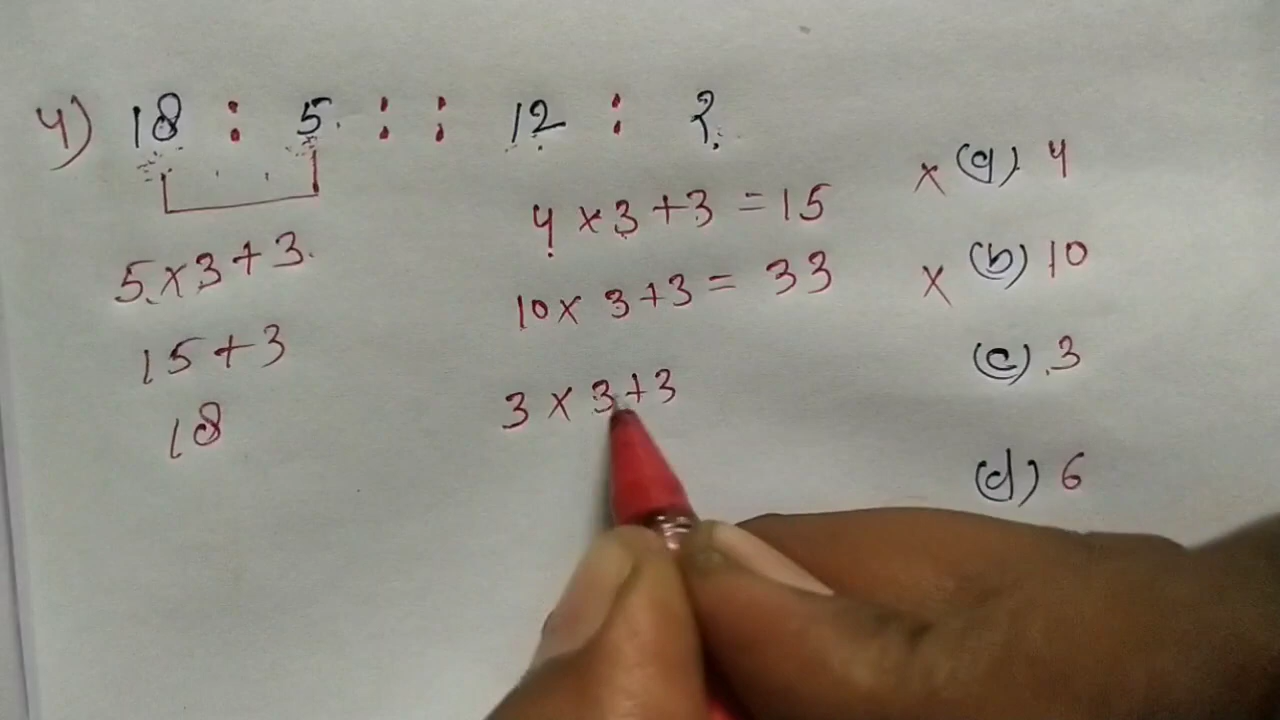 4) 18 : 5 : : 12 : ?
5 × 3 + 3
15 + 3
18
4 × 3 + 3 = 15
10 × 3 + 3 = 33
3 × 3 + 3
× (a) 4
× (b) 10
(c) 3
(d) 6